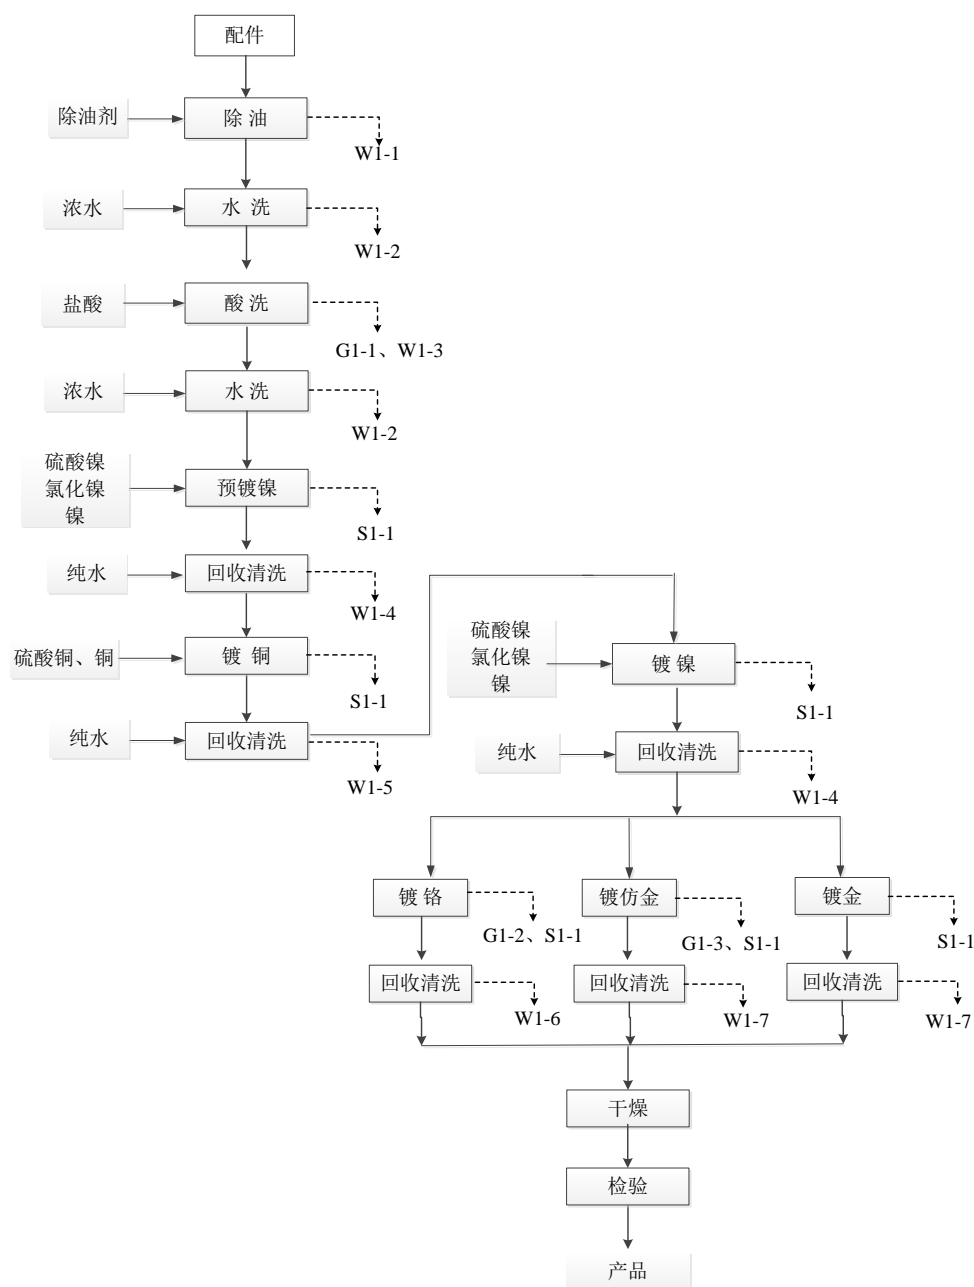 配件
除油剂
除 油
W1-1
浓水
水 洗
W1-2
盐酸
酸 洗
G1-1、W1-3
浓水
水 洗
W1-2
硫酸镍
氯化镍
镍
预镀镍
S1-1
纯水
回收清洗
W1-4
硫酸铜、铜
镀 铜
S1-1
纯水
回收清洗
W1-5
硫酸镍
氯化镍
镍
镀 镍
S1-1
纯水
回收清洗
W1-4
镀 铬
G1-2、S1-1
镀仿金
G1-3、S1-1
镀金
S1-1
回收清洗
W1-6
回收清洗
W1-7
回收清洗
W1-7
干燥
检验
产品